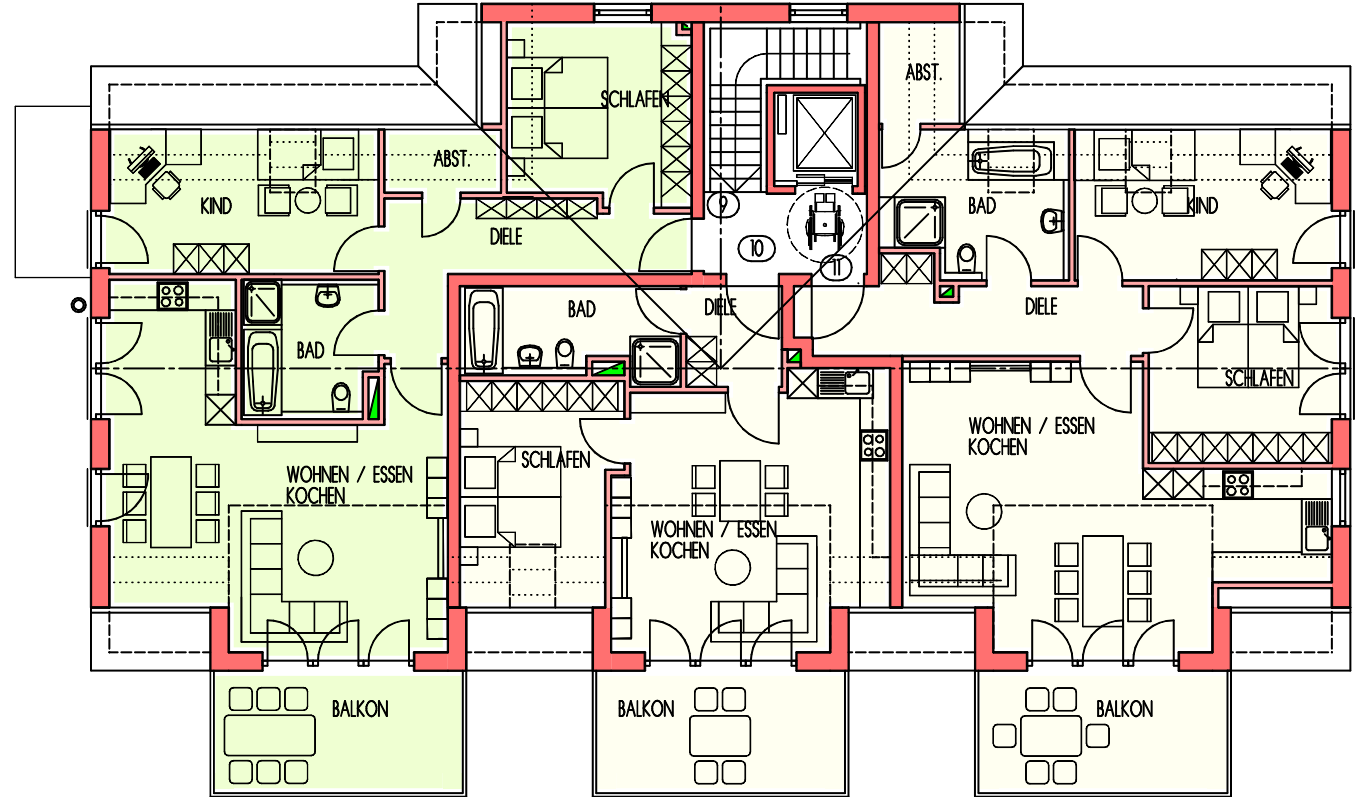 SCHLAFEN
ABST.
ABST.
KIND
DIELE
9
10
11
BAD
KIND
BAD
BAD
DIELE
DIELE
SCHLAFEN
WOHNEN / ESSEN
KOCHEN
SCHLAFEN
WOHNEN / ESSEN
KOCHEN
WOHNEN / ESSEN
KOCHEN
BALKON
BALKON
BALKON